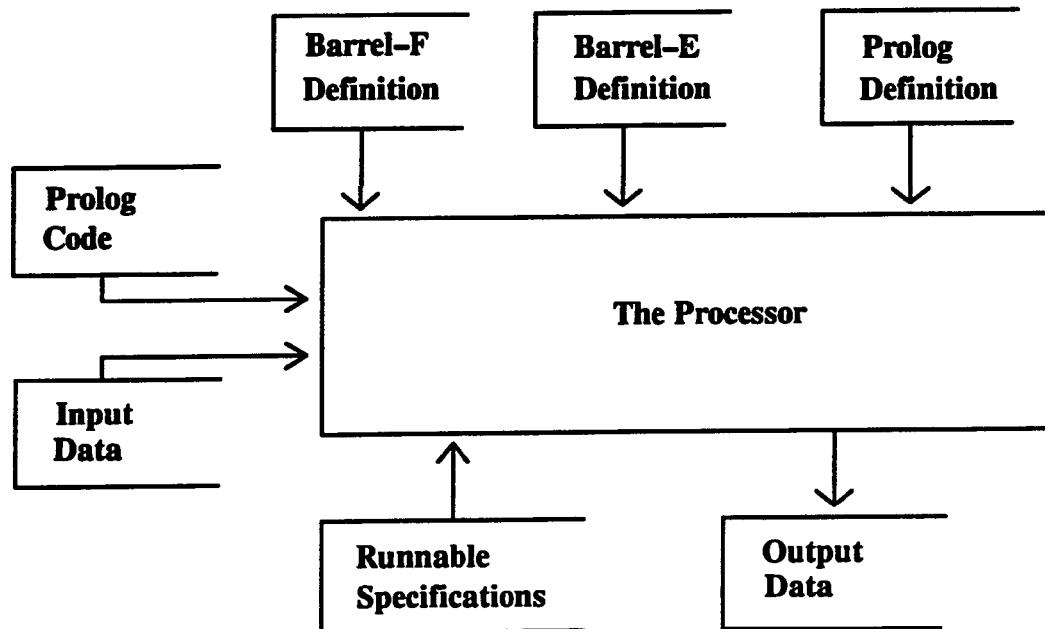 Barrel–F
Definition
Barrel–E
Definition
Prolog
Definition
Prolog
Code
The Processor
Input
Data
Runnable
Specifications
Output
Data